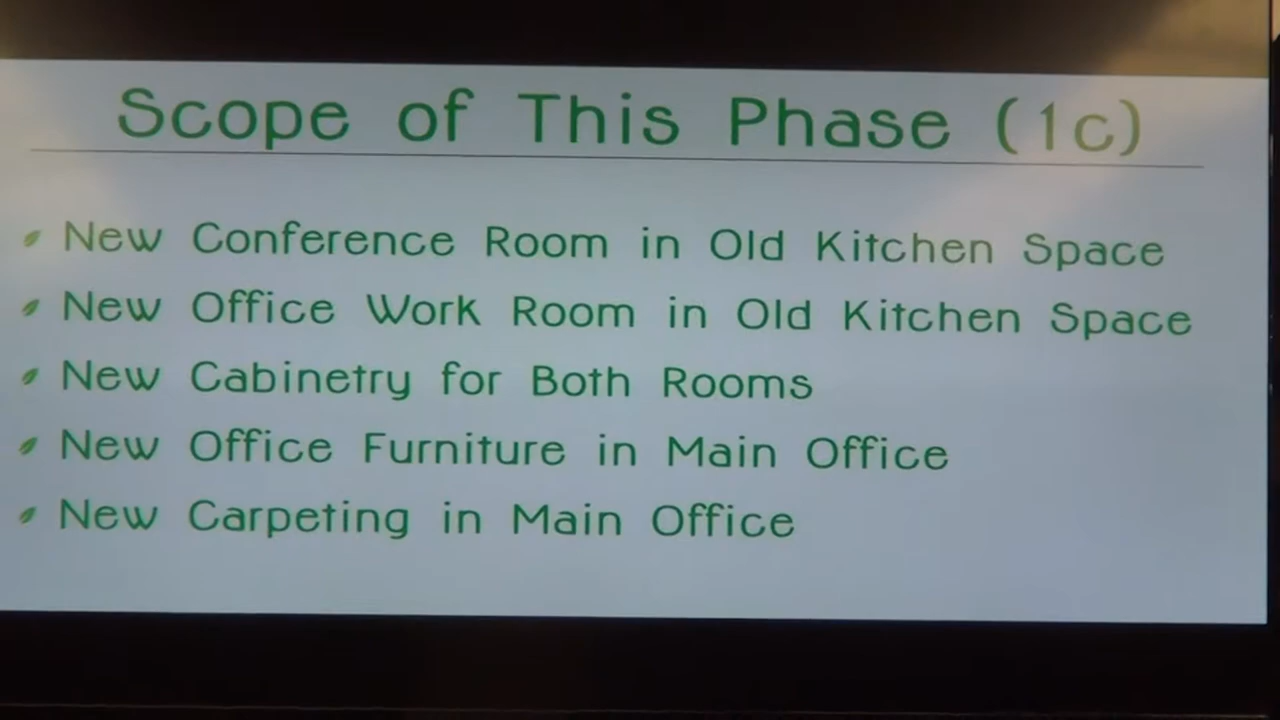 Scope of This Phase (1c)
New Conference Room in Old Kitchen Space
New Office Work Room in Old Kitchen Space
New Cabinetry for Both Rooms
New Office Furniture in Main Office
New Carpeting in Main Office